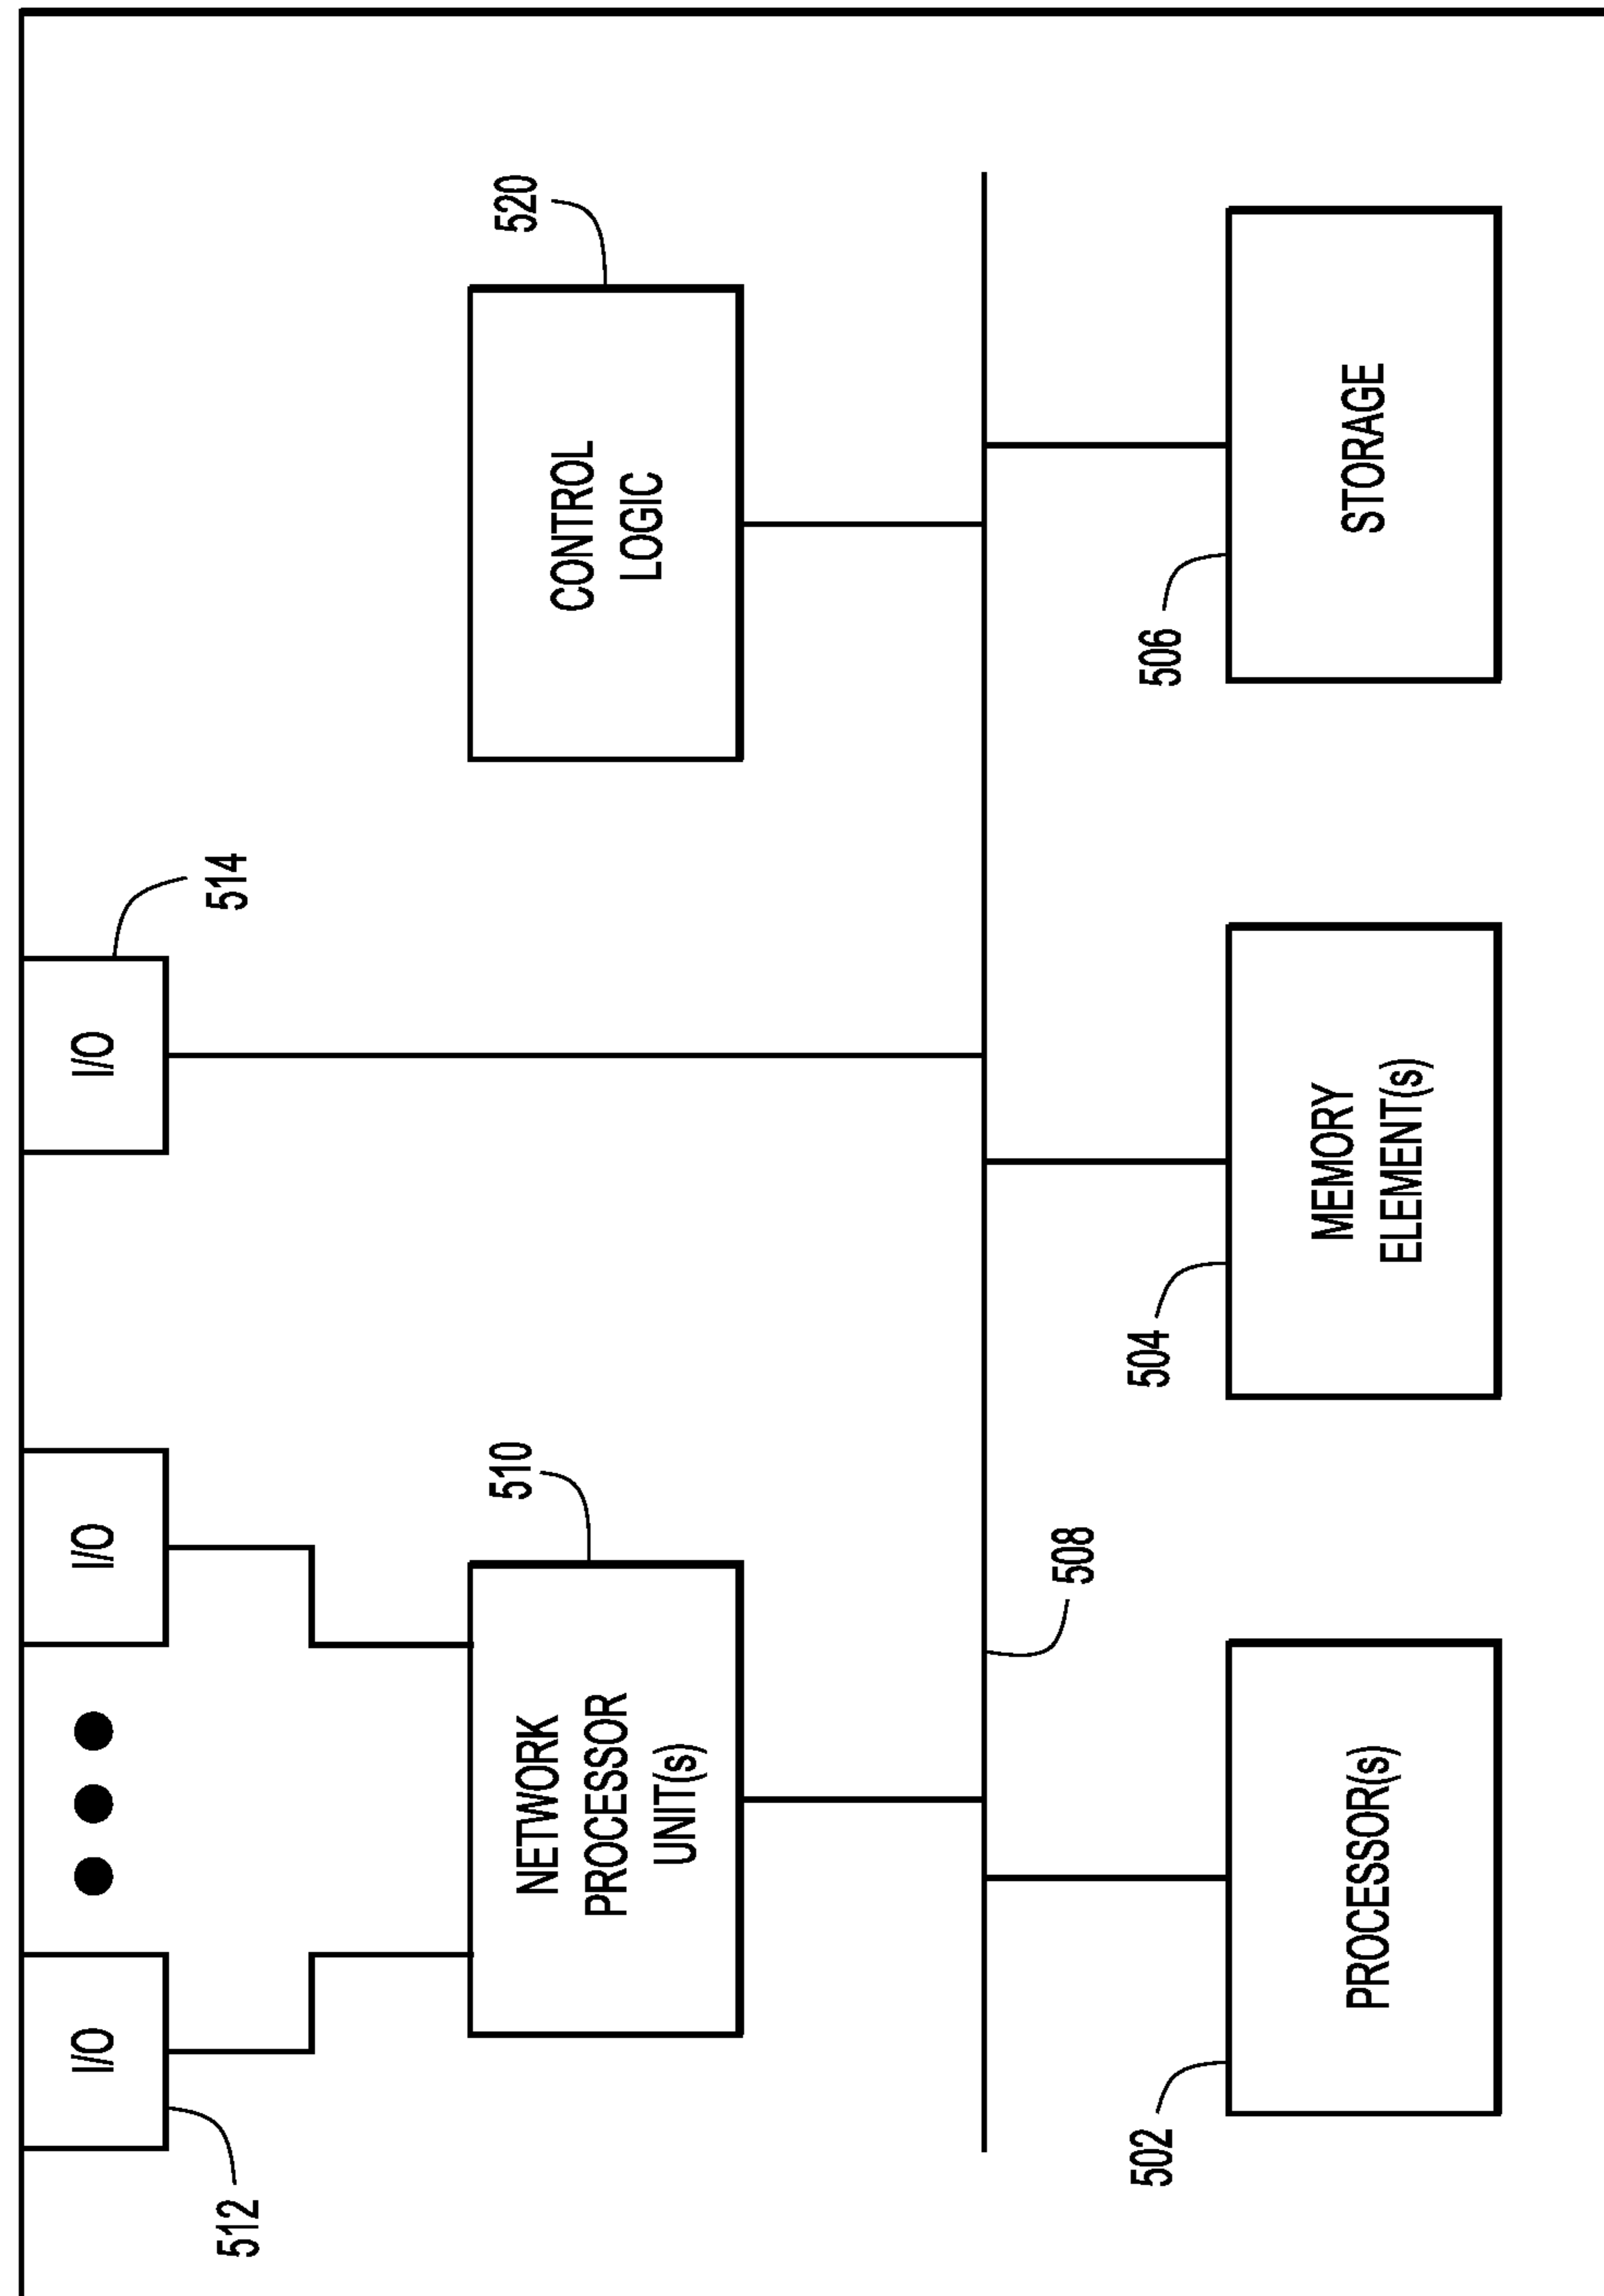 I/O
I/O
I/O
512
514
510
520
NETWORK
PROCESSOR
UNIT(s)
CONTROL
LOGIC
508
502
504
506
PROCESSOR(s)
MEMORY
ELEMENT(s)
STORAGE